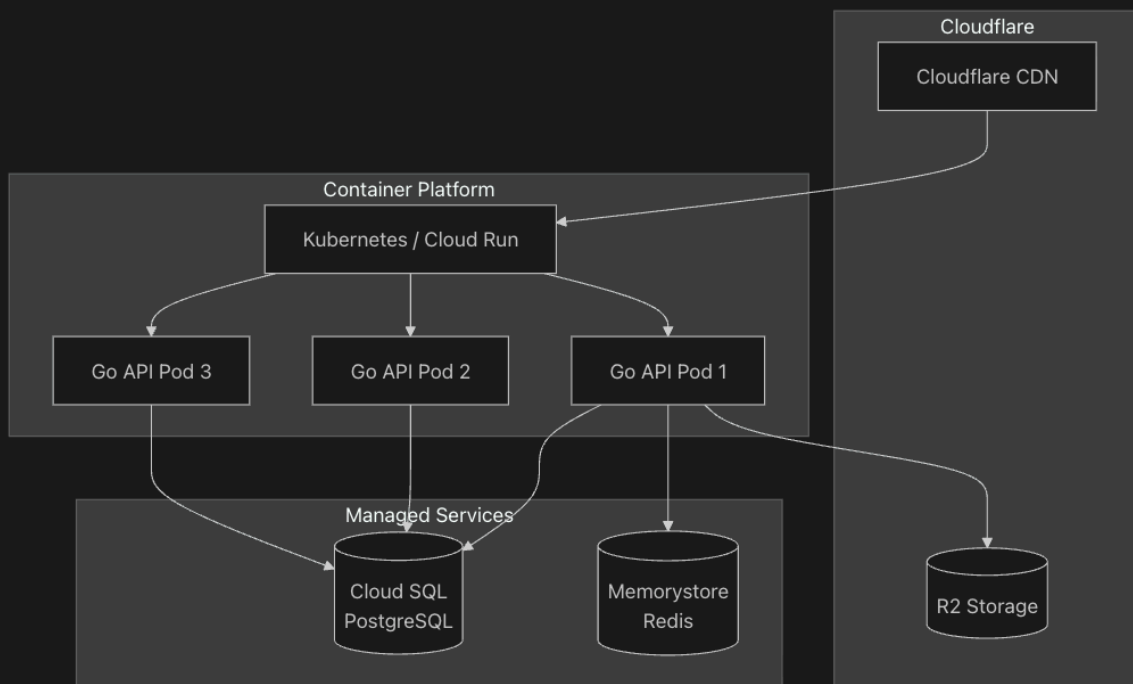 Cloudflare
Cloudflare CDN
Container Platform
Kubernetes / Cloud Run
Go API Pod 3
Go API Pod 2
Go API Pod 1
Managed Services
Cloud SQL
PostgreSQL
Memorystore
Redis
R2 Storage